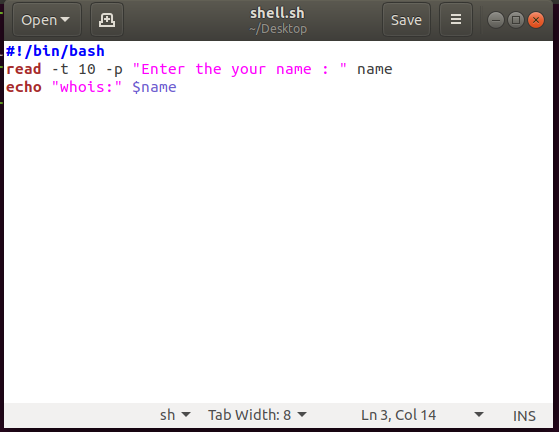 Open
shell.sh
~/Desktop
Save
#!/bin/bash
read -t 10 -p "Enter the your name : " name
echo "whois:" $name
sh Tab Width: 8 Ln 3, Col 14 INS